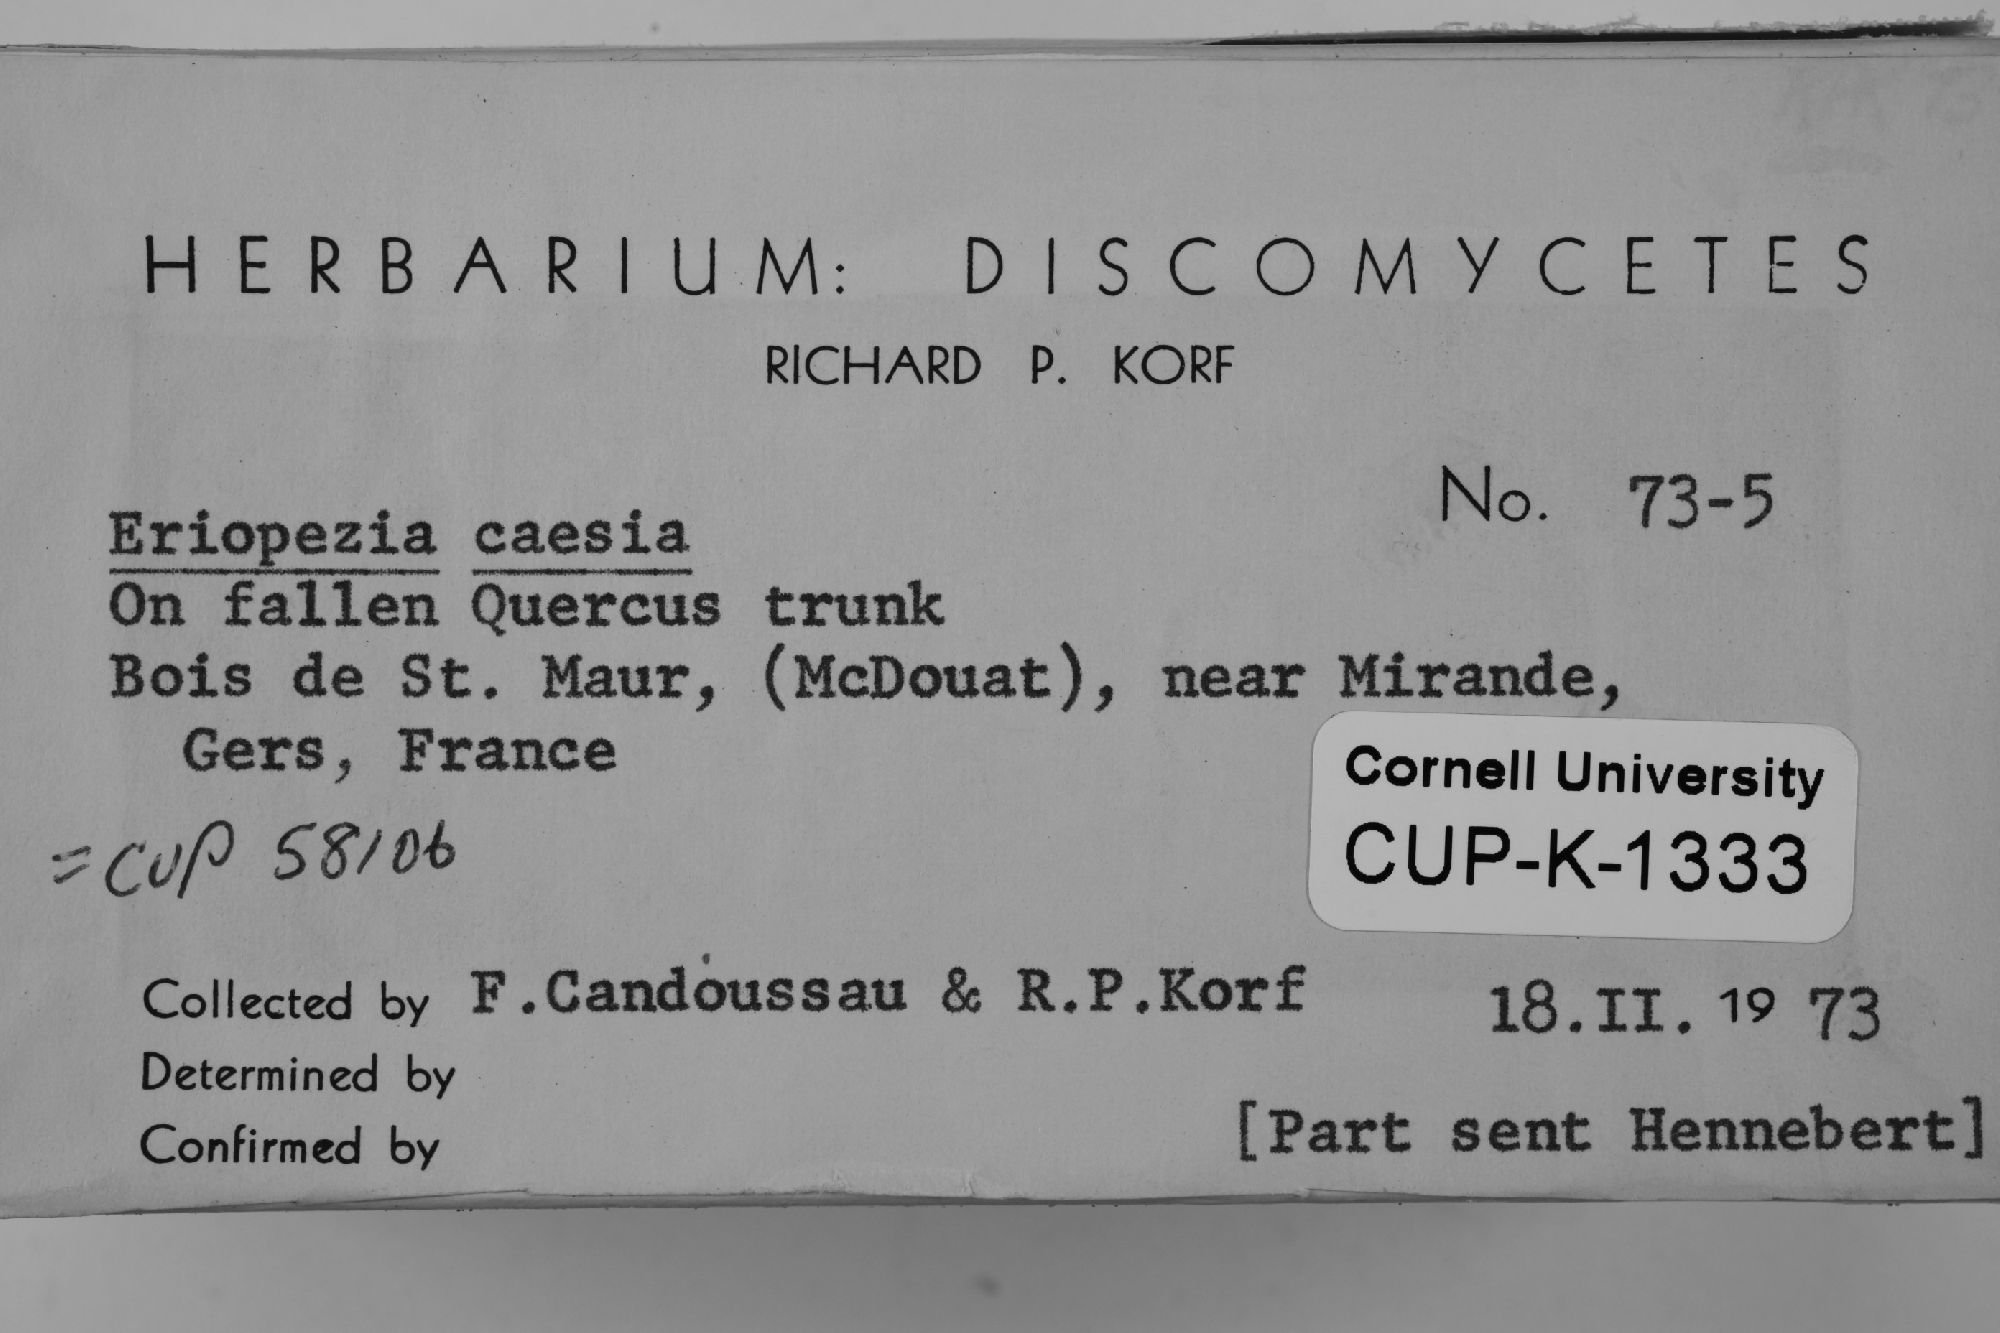 HERBARIUM: DISCOMYCETES
RICHARD P. KORF
No. 73-5
Eriopezia caesia
On fallen Quercus trunk
Bois de St. Maur, (McDouat), near Mirande,
Gers, France
Cornell University
CUP-K-1333
=CUP 58106
Collected by F.Candoussau & R.P.Korf 18.II. 19 73
Determined by
Confirmed by
[Part sent Hennebert]